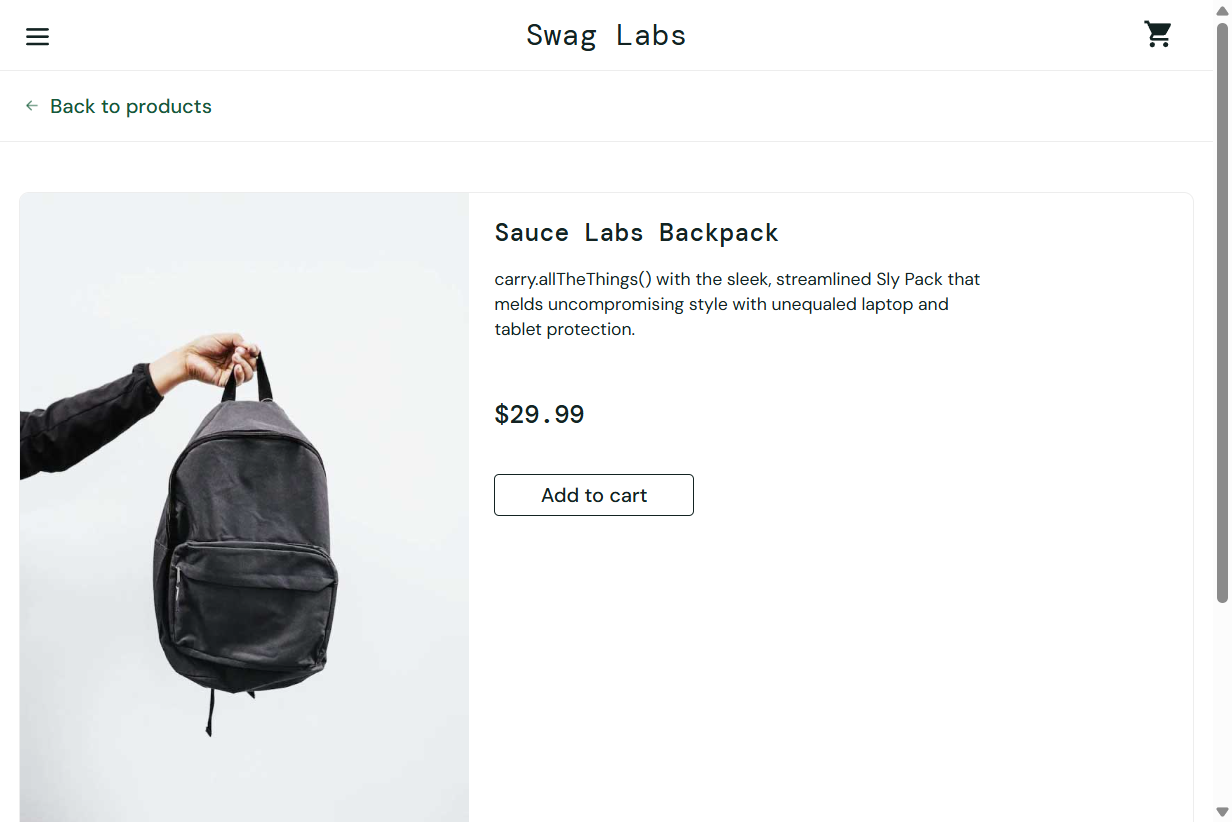 Swag Labs
Back to products
Sauce Labs Backpack
carry.allTheThings() with the sleek, streamlined Sly Pack that
melds uncompromising style with unequaled laptop and
tablet protection.
$29.99
Add to cart